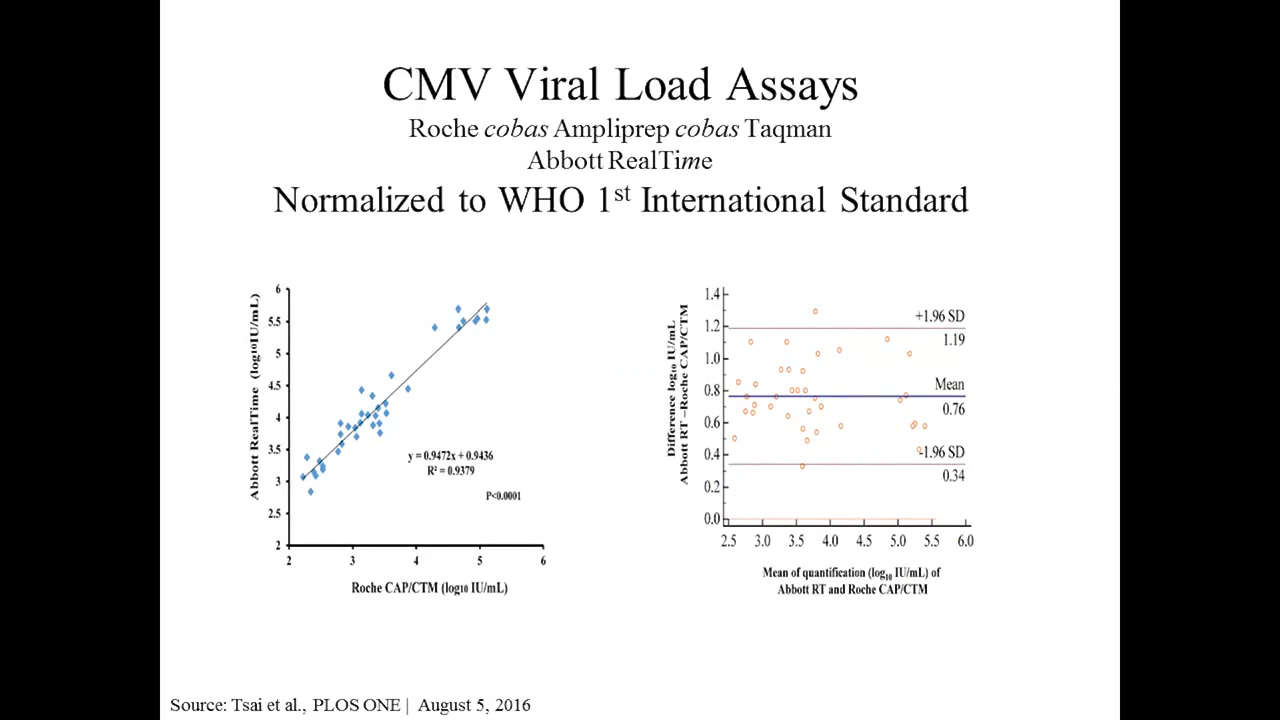 CMV Viral Load Assays
Roche cobas Ampliprep cobas Taqman
Abbott RealTime
Normalized to WHO 1st International Standard
Abbott RealTime (log10IU/mL)
6
5.5
5
4.5
4
3.5
3
2.5
2
y = 0.9472x + 0.9436
R² = 0.9379
P<0.0001
2 3 4 5 6
Roche CAP/CTM (log10 IU/mL)
Difference log10 IU/mL
Abbott RT –Roche CAP/CTM
1.4
1.2
1.0
0.8
0.6
0.4
0.2
0.0
+1.96 SD
1.19
Mean
0.76
-1.96 SD
0.34
2.5 3.0 3.5 4.0 4.5 5.0 5.5 6.0
Mean of quantification (log10 IU/mL) of
Abbott RT and Roche CAP/CTM
Source: Tsai et al., PLOS ONE | August 5, 2016